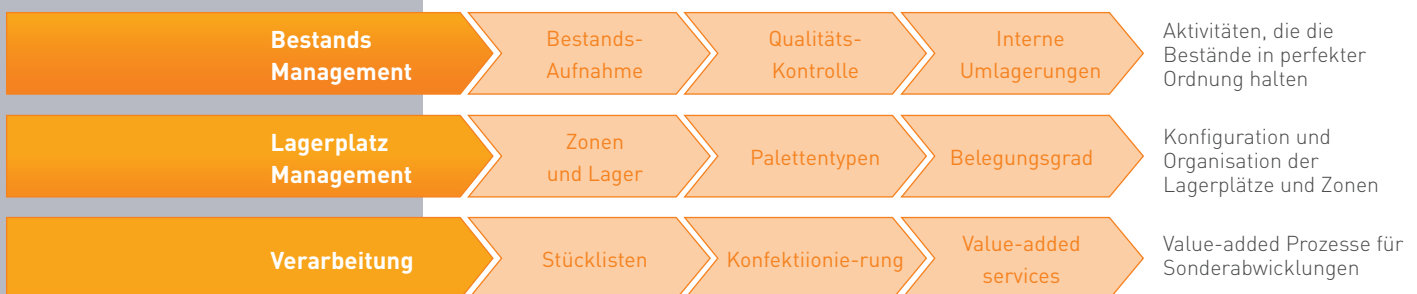 Bestands
Management
Bestands-
Aufnahme
Qualitäts-
Kontrolle
Interne
Umlagerungen
Aktivitäten, die die
Bestände in perfekter
Ordnung halten
Lagerplatz
Management
Zonen
und Lager
Palettentypen
Belegungsgrad
Konfiguration und
Organisation der
Lagerplätze und Zonen
Verarbeitung
Stücklisten
Konfektiionie-rung
Value-added
services
Value-added Prozesse für
Sonderabwicklungen